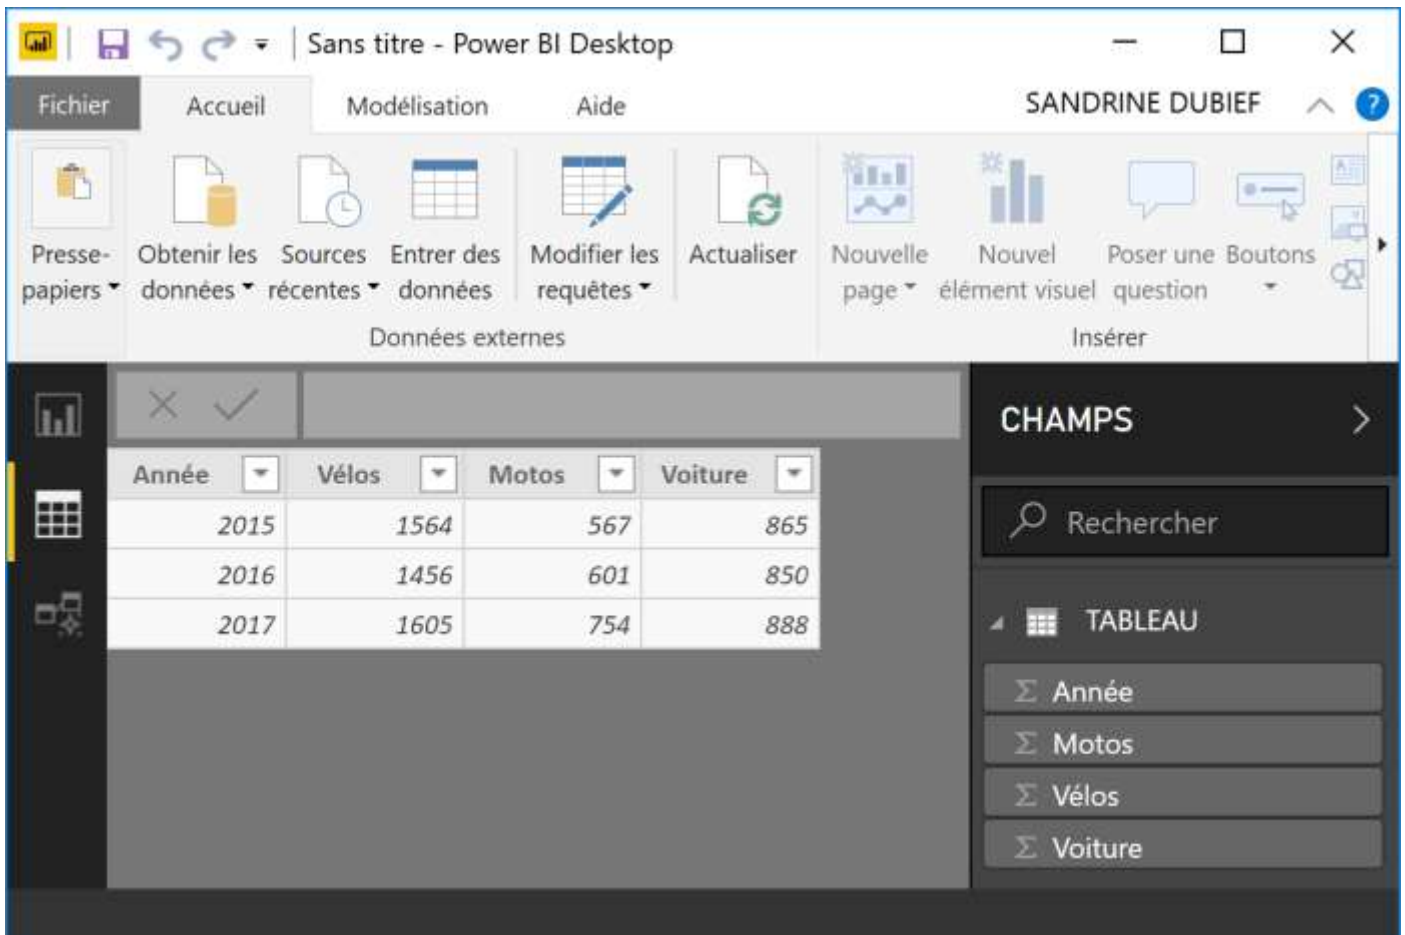 Sans titre - Power BI Desktop
Fichier Accueil Modélisation Aide SANDRINE DUBIEF ?
Presse-
papiers
Obtenir les
données
Sources
récentes
Entrer des
données
Modifier les
requêtes
Actualiser
Nouvelle
page
Nouvel
élément visuel
Poser une
question
Boutons
Données externes
Insérer
CHAMPS
Année Vélos Motos Voiture
2015 1564 567 865
2016 1456 601 850
2017 1605 754 888
Rechercher
TABLEAU
Σ Année
Σ Motos
Σ Vélos
Σ Voiture